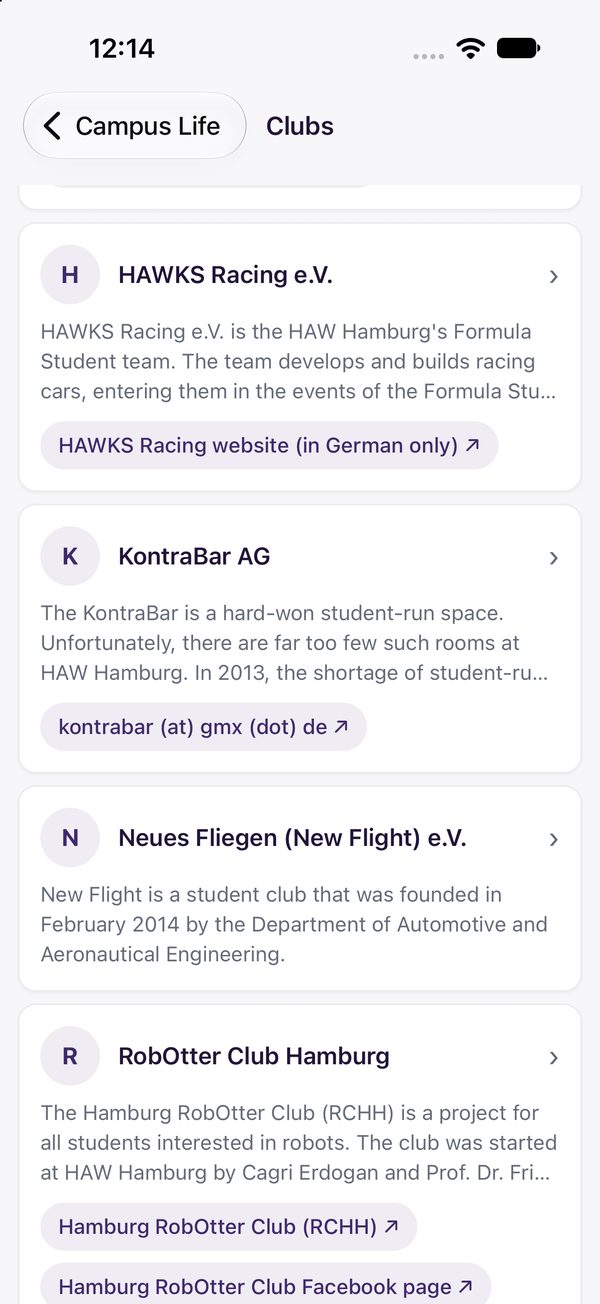 12:14
Campus Life
Clubs
H
HAWKS Racing e.V.
HAWKS Racing e.V. is the HAW Hamburg's Formula
Student team. The team develops and builds racing
cars, entering them in the events of the Formula Stu...
HAWKS Racing website (in German only) ↗
K
KontraBar AG
The KontraBar is a hard-won student-run space.
Unfortunately, there are far too few such rooms at
HAW Hamburg. In 2013, the shortage of student-ru...
kontrabar (at) gmx (dot) de ↗
N
Neues Fliegen (New Flight) e.V.
New Flight is a student club that was founded in
February 2014 by the Department of Automotive and
Aeronautical Engineering.
R
RobOtter Club Hamburg
The Hamburg RobOtter Club (RCHH) is a project for
all students interested in robots. The club was started
at HAW Hamburg by Cagri Erdogan and Prof. Dr. Fri...
Hamburg RobOtter Club (RCHH) ↗
Hamburg RobOtter Club Facebook page ↗